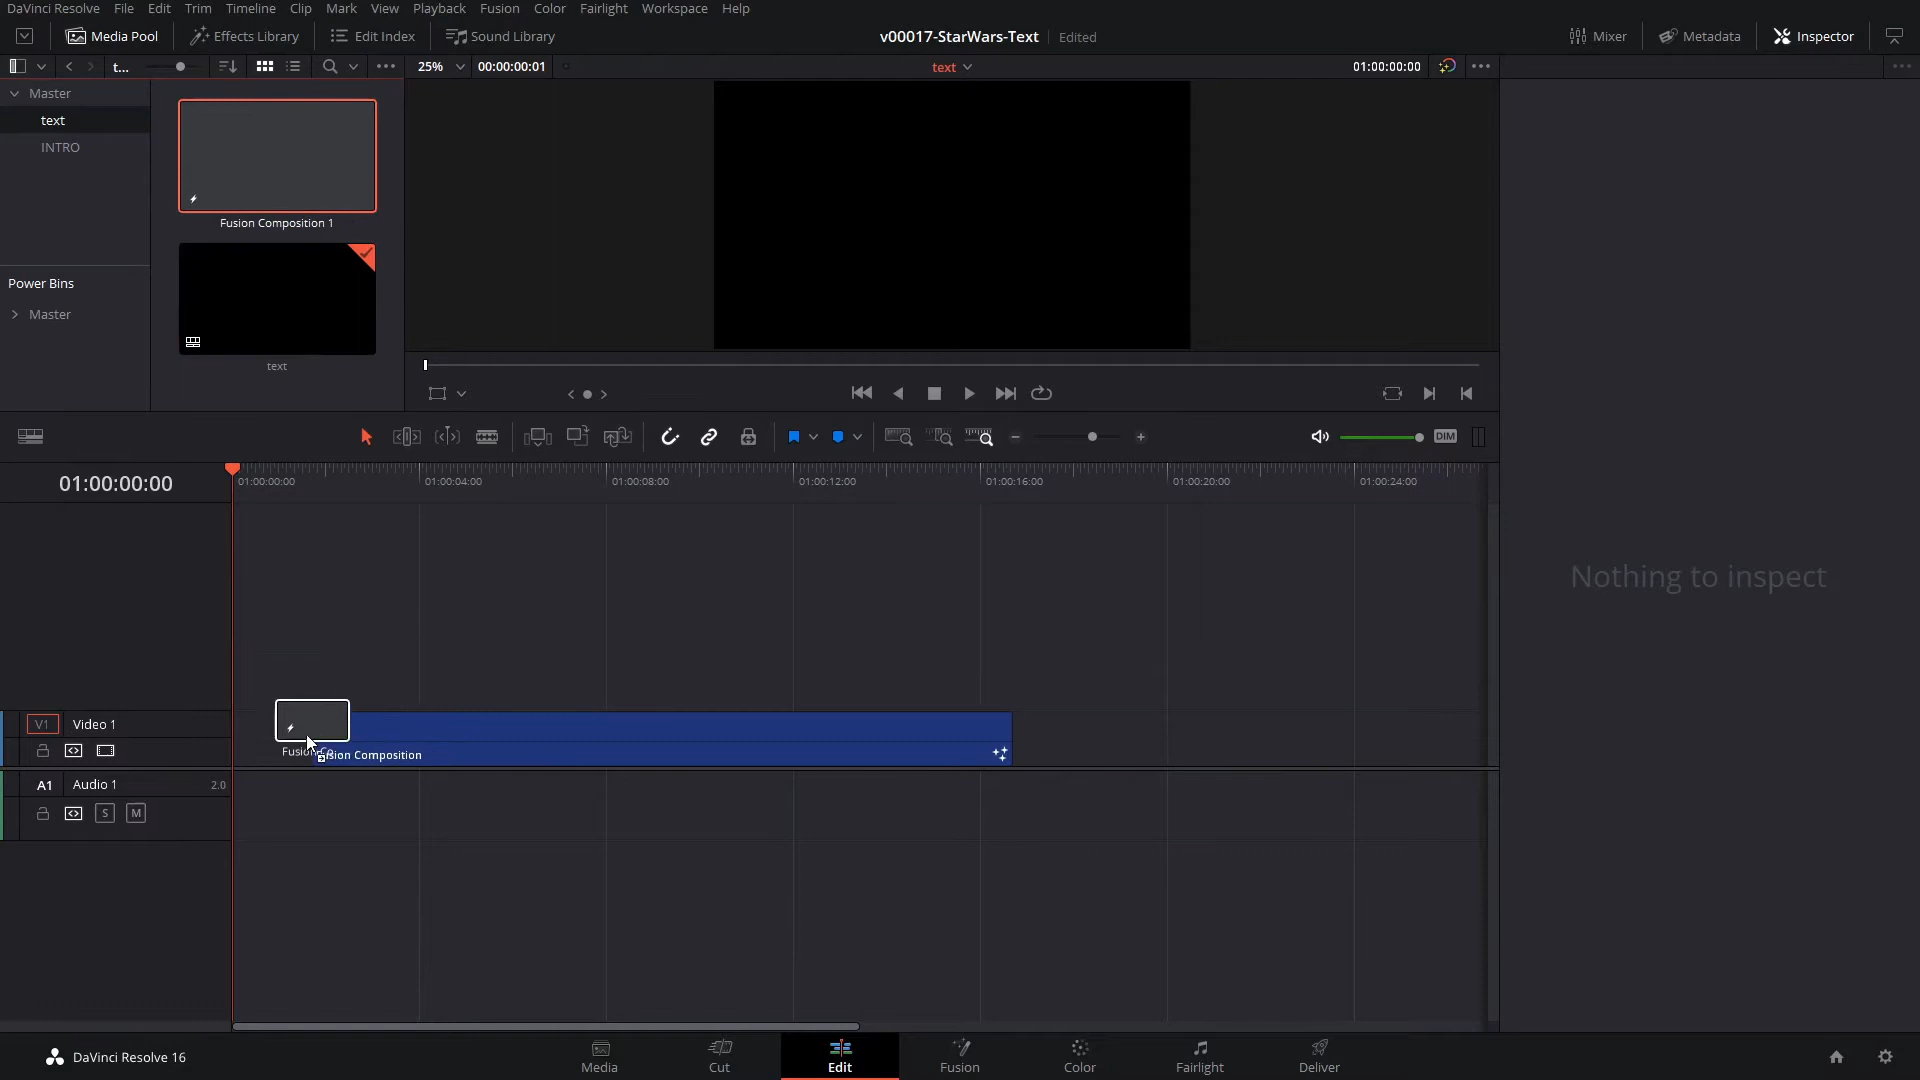 DaVinci Resolve File Edit Trim Timeline Clip Mark View Playback Fusion Color Fairlight Workspace Help
Media Pool Effects Library Edit Index Sound Library v00017-StarWars-Text Edited Mixer Metadata Inspector
t... 25% 00:00:00:01 text 01:00:00:00
Master
text
INTRO
Fusion Composition 1
Power Bins
Master
text
DIM
01:00:00:00
01:00:00:00 01:00:04:00 01:00:08:00 01:00:12:00 01:00:16:00 01:00:20:00 01:00:24:00
Nothing to inspect
V1 Video 1
Composition
A1 Audio 1 2.0
S M
DaVinci Resolve 16
Media Cut Edit Fusion Color Fairlight Deliver